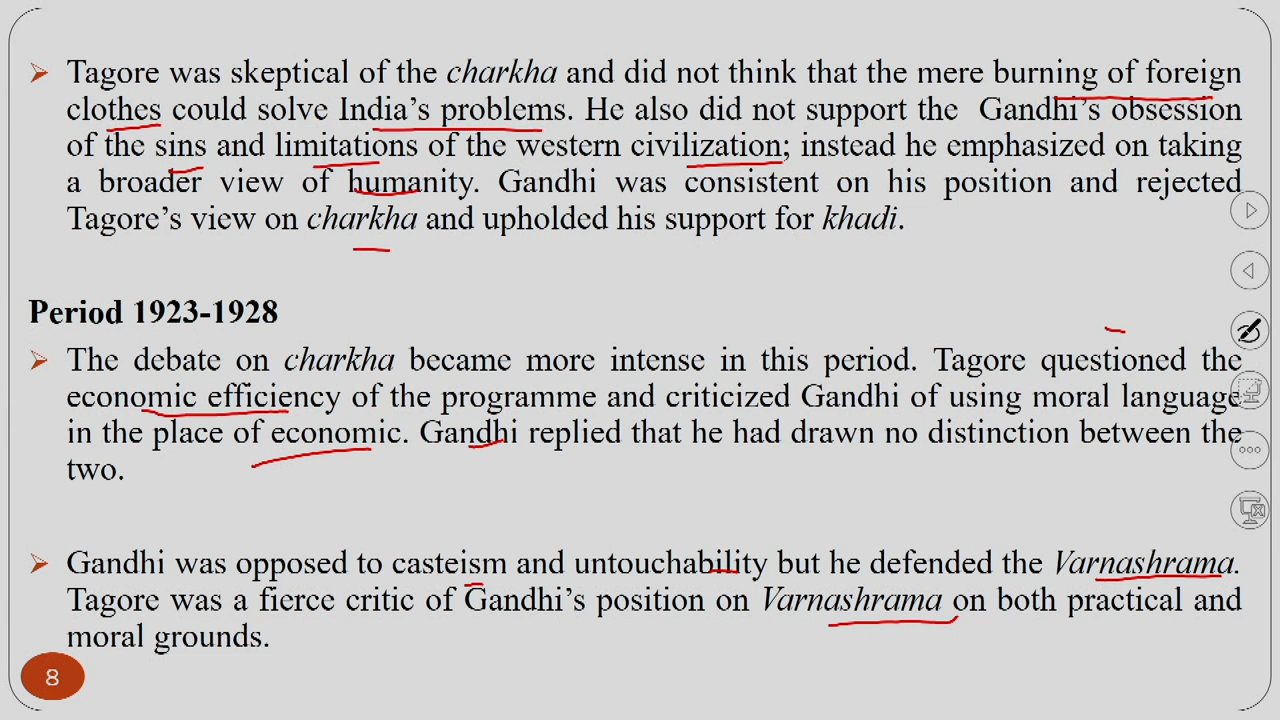 Tagore was skeptical of the charkha and did not think that the mere burning of foreign
clothes could solve India's problems. He also did not support the Gandhi's obsession
of the sins and limitations of the western civilization; instead he emphasized on taking
a broader view of humanity. Gandhi was consistent on his position and rejected
Tagore's view on charkha and upholded his support for khadi.
Period 1923-1928
The debate on charkha became more intense in this period. Tagore questioned the
economic efficiency of the programme and criticized Gandhi of using moral language
in the place of economic. Gandhi replied that he had drawn no distinction between the
two.
Gandhi was opposed to casteism and untouchability but he defended the Varnashrama.
Tagore was a fierce critic of Gandhi's position on Varnashrama on both practical and
moral grounds.
8